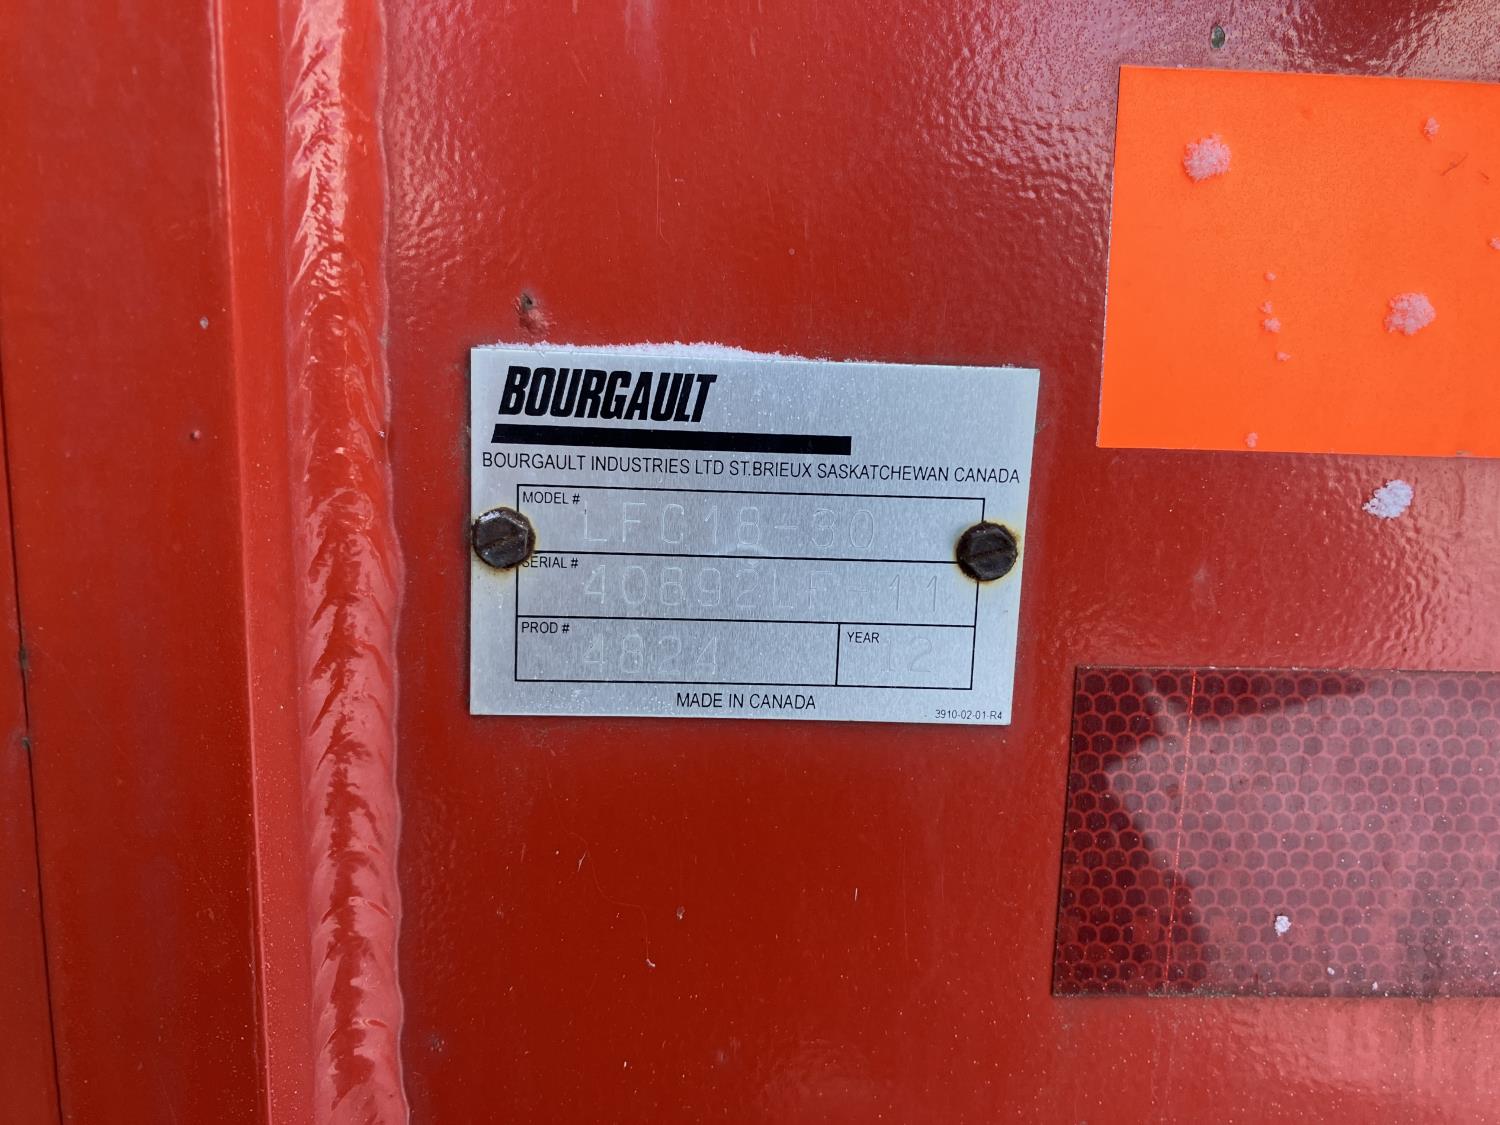 BOURGAULT
BOURGAULT INDUSTRIES LTD ST.BRIEUX SASKATCHEWAN CANADA
MODEL # LFC18-30
SERIAL # 40892LF-11
PROD # 4824 YEAR 12
MADE IN CANADA
3910-02-01-R4